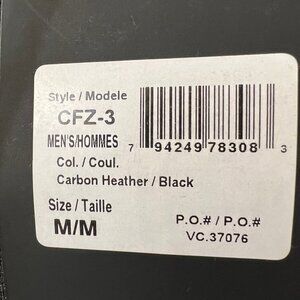 Style / Modele
CFZ-3
MEN'S/HOMMES
7 94249 78308 3
Col. / Coul.
Carbon Heather / Black
Size / Taille
M/M
P.O.# / P.O.#
VC.37076